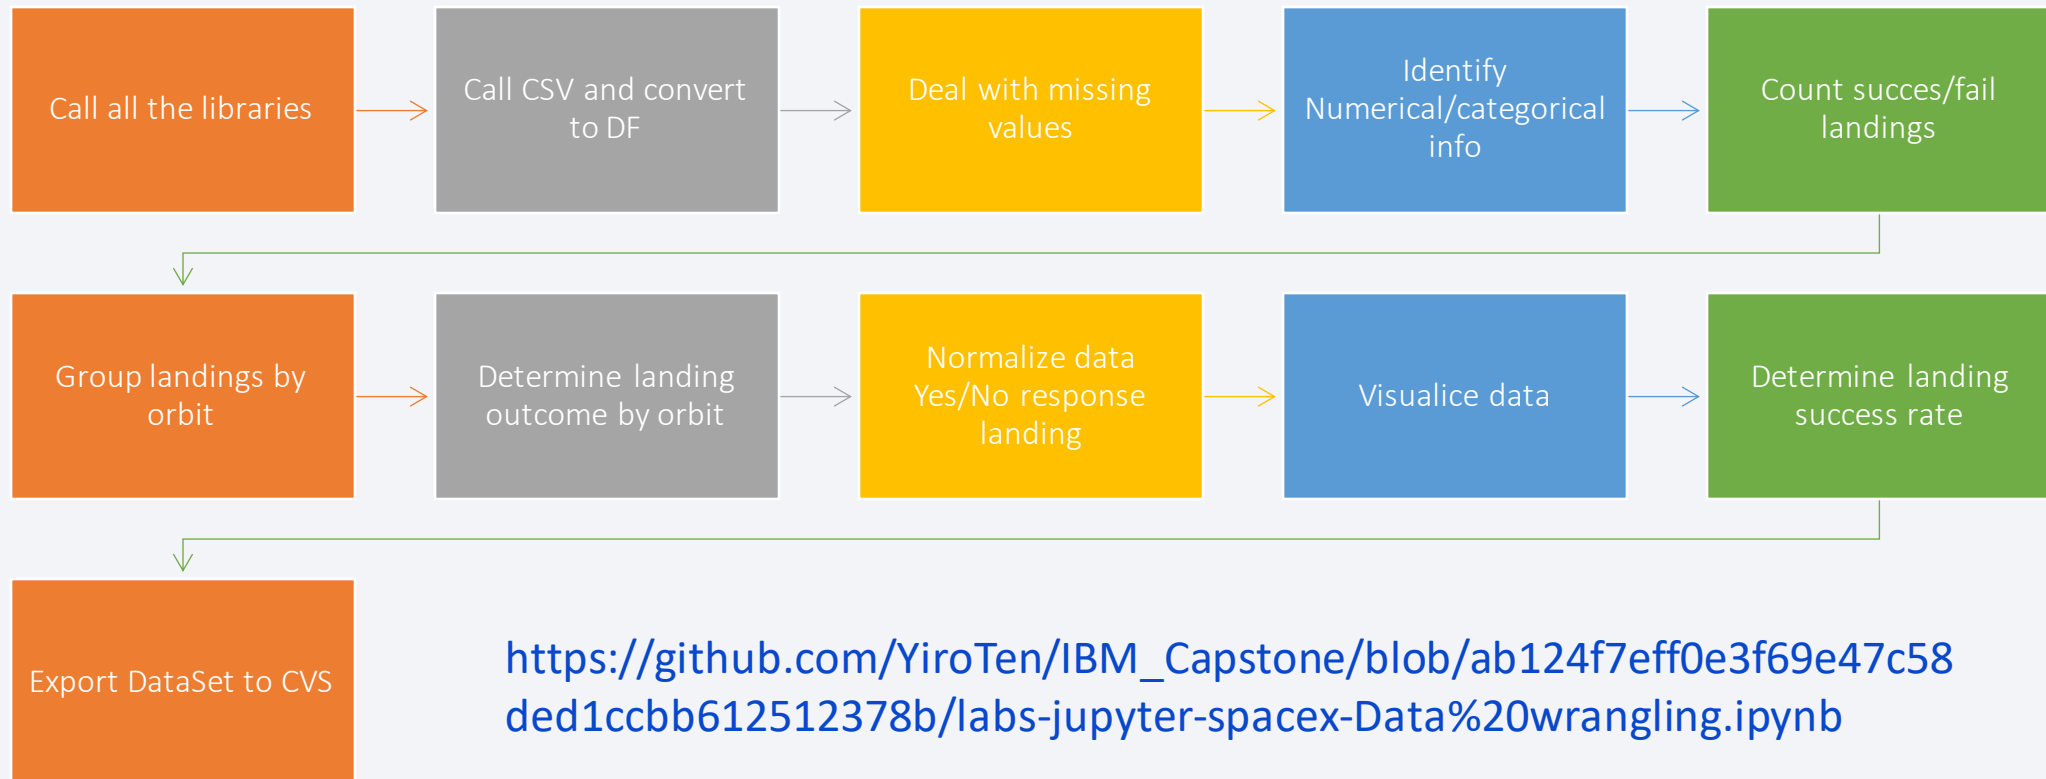 Call all the libraries
Call CSV and convert
to DF
Deal with missing
values
Identify
Numerical/categorical
info
Count succes/fail
landings
Group landings by
orbit
Determine landing
outcome by orbit
Normalize data
Yes/No response
landing
Visualice data
Determine landing
success rate
Export DataSet to CVS
https://github.com/YiroTen/IBM_Capstone/blob/ab124f7eff0e3f69e47c58
ded1ccbb612512378b/labs-jupyter-spacex-Data%20wrangling.ipynb